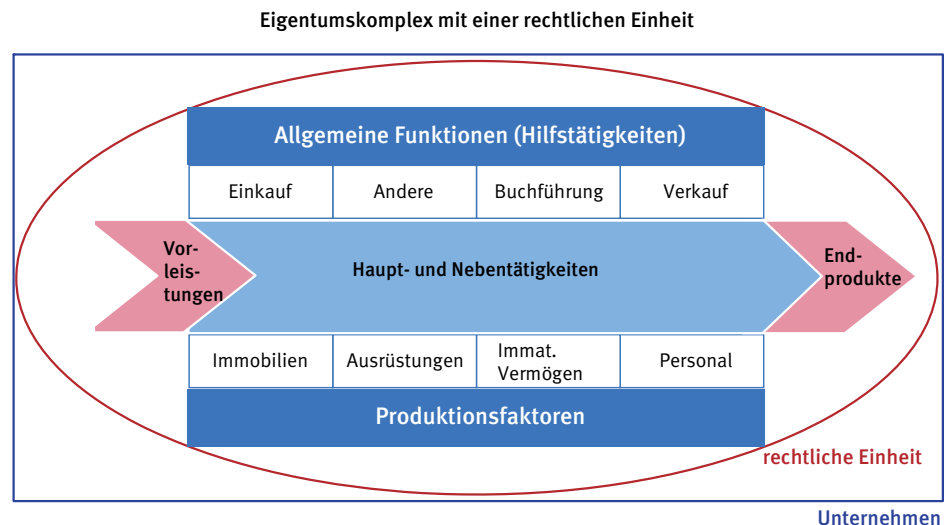 Eigentumskomplex mit einer rechtlichen Einheit
Allgemeine Funktionen (Hilfstätigkeiten)
Einkauf
Andere
Buchführung
Verkauf
Vor-
leis-
tungen
Haupt- und Nebentätigkeiten
End-
produkte
Immobilien
Ausrüstungen
Immat.
Vermögen
Personal
Produktionsfaktoren
rechtliche Einheit
Unternehmen